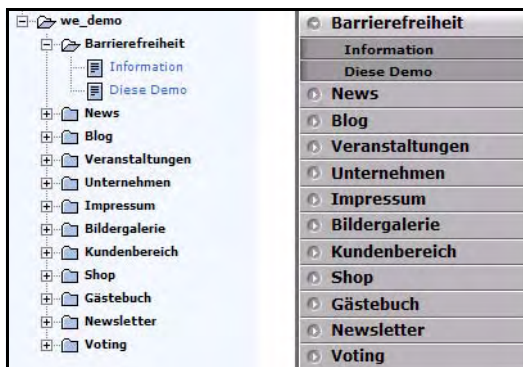 we_demo
Barrierefreiheit
Information
Diese Demo
News
Blog
Veranstaltungen
Unternehmen
Impressum
Bildergalerie
Kundenbereich
Shop
Gästebuch
Newsletter
Voting
Barrierefreiheit
Information
Diese Demo
News
Blog
Veranstaltungen
Unternehmen
Impressum
Bildergalerie
Kundenbereich
Shop
Gästebuch
Newsletter
Voting